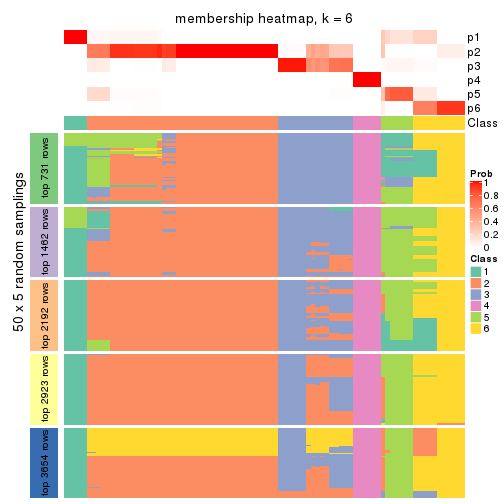 membership heatmap, k = 6
p1
p2
p3
p4
p5
p6
Class
50 x 5 random samplings
top 731 rows
top 1462 rows
top 2192 rows
top 2923 rows
top 3654 rows
Prob
1
0.8
0.6
0.4
0.2
0
Class
1
2
3
4
5
6